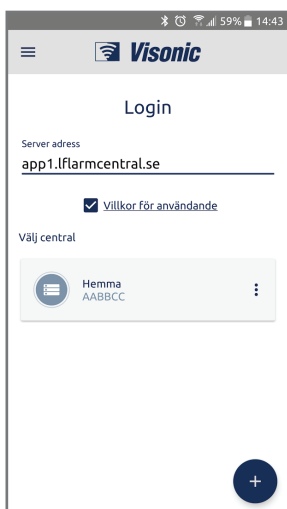 59% 14:43
Visonic
Login
Server adress
app1.lflarmcentral.se
Villkor för användande
Välj central
Hemma
AABBCC
+